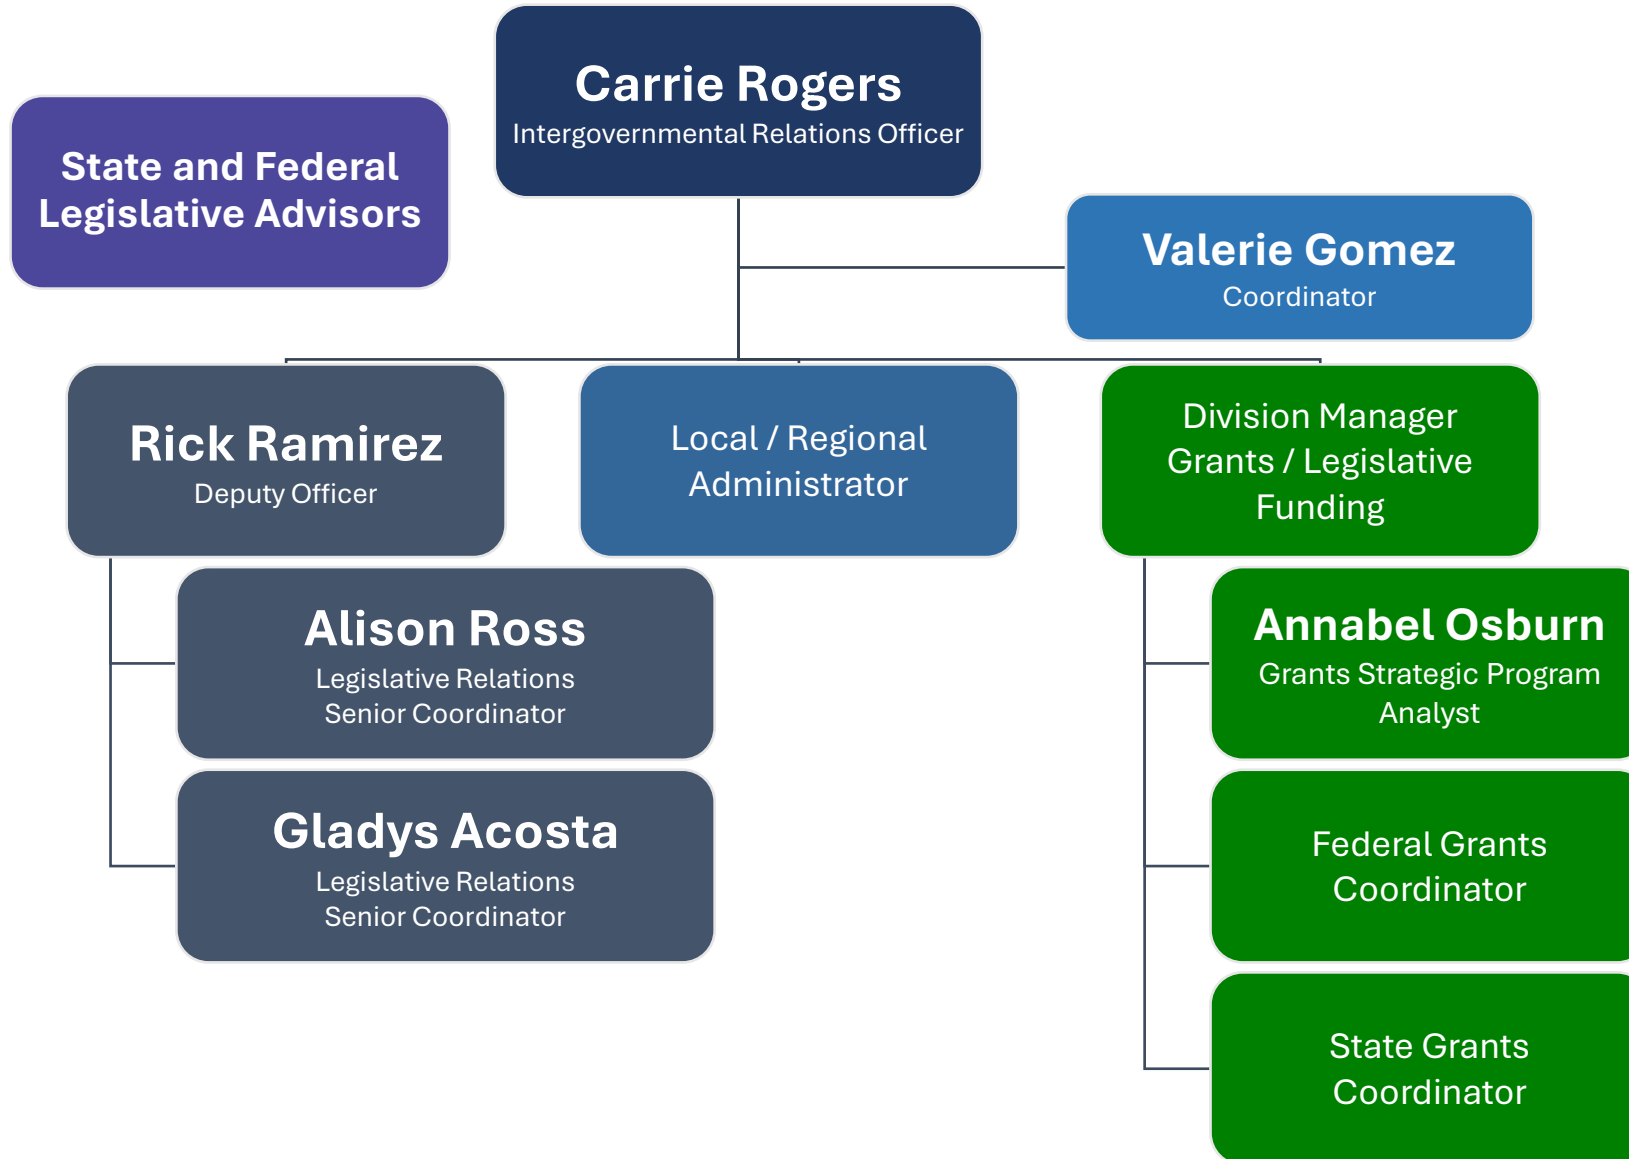 Carrie Rogers
Intergovernmental Relations Officer
State and Federal
Legislative Advisors
Valerie Gomez
Coordinator
Rick Ramirez
Deputy Officer
Local / Regional
Administrator
Division Manager
Grants / Legislative
Funding
Alison Ross
Legislative Relations
Senior Coordinator
Gladys Acosta
Legislative Relations
Senior Coordinator
Annabel Osburn
Grants Strategic Program
Analyst
Federal Grants
Coordinator
State Grants
Coordinator